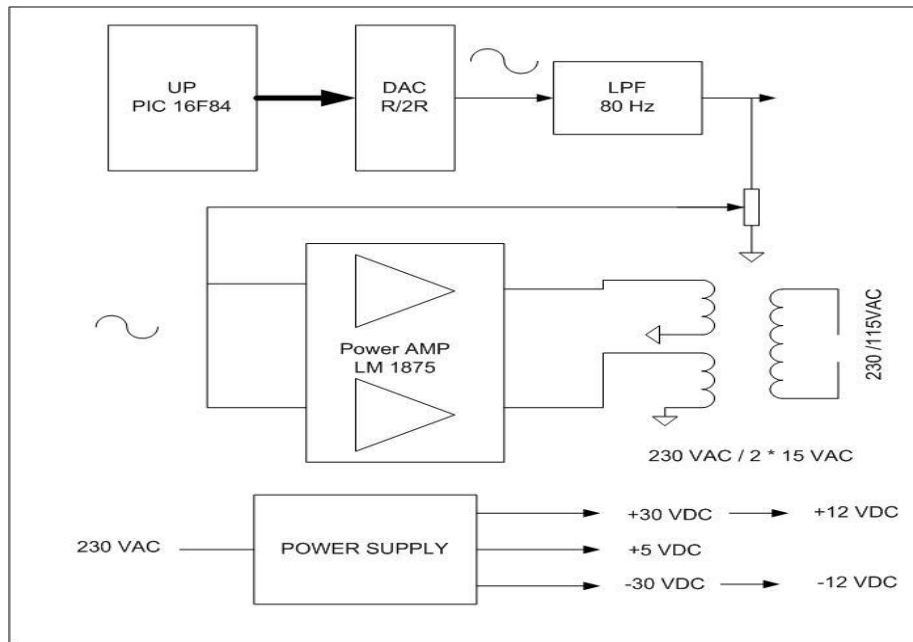 UP
PIC 16F84
DAC
R/2R
LPF
80 Hz
Power AMP
LM 1875
230 /115VAC
230 VAC / 2 * 15 VAC
230 VAC
POWER SUPPLY
+30 VDC
+12 VDC
+5 VDC
-30 VDC
-12 VDC